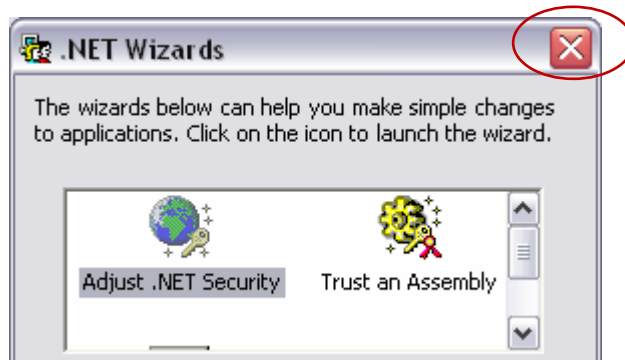 .NET Wizards
The wizards below can help you make simple changes
to applications. Click on the icon to launch the wizard.
Adjust .NET Security Trust an Assembly